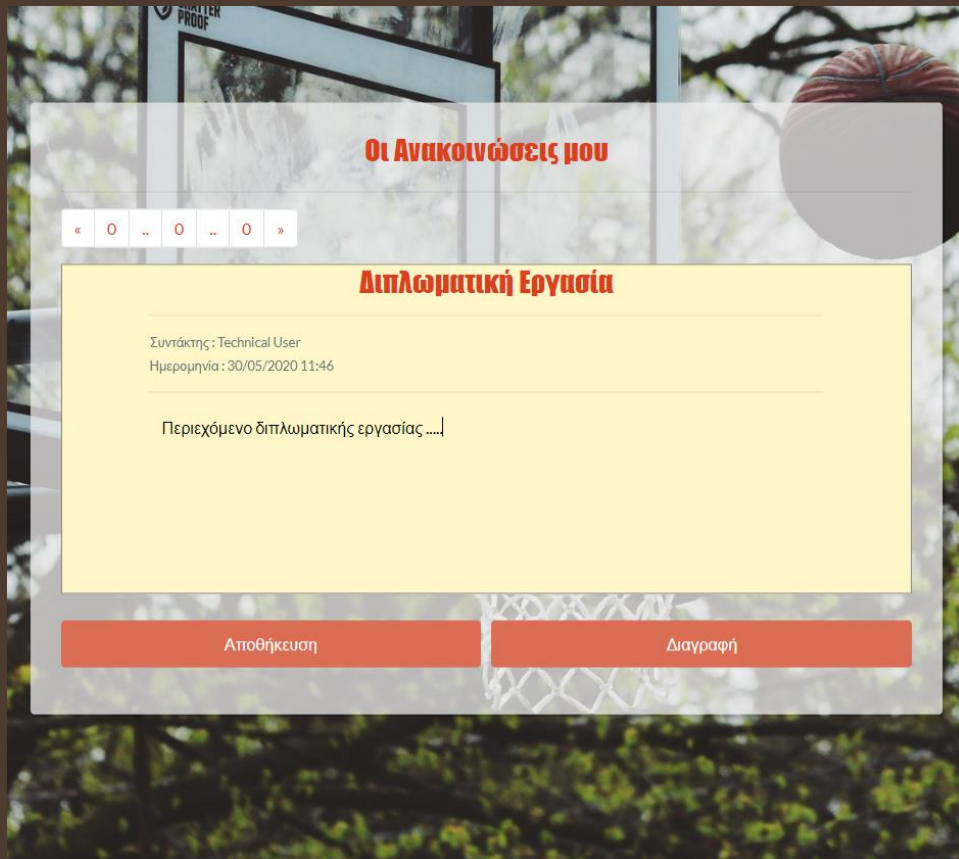 PROOF
Οι Ανακοινώσεις μου
« 0 .. 0 .. 0 »
Διπλωματική Εργασία
Συντάκτης : Technical User
Ημερομηνία : 30/05/2020 11:46
Περιεχόμενο διπλωματικής εργασίας .....
Αποθήκευση Διαγραφή